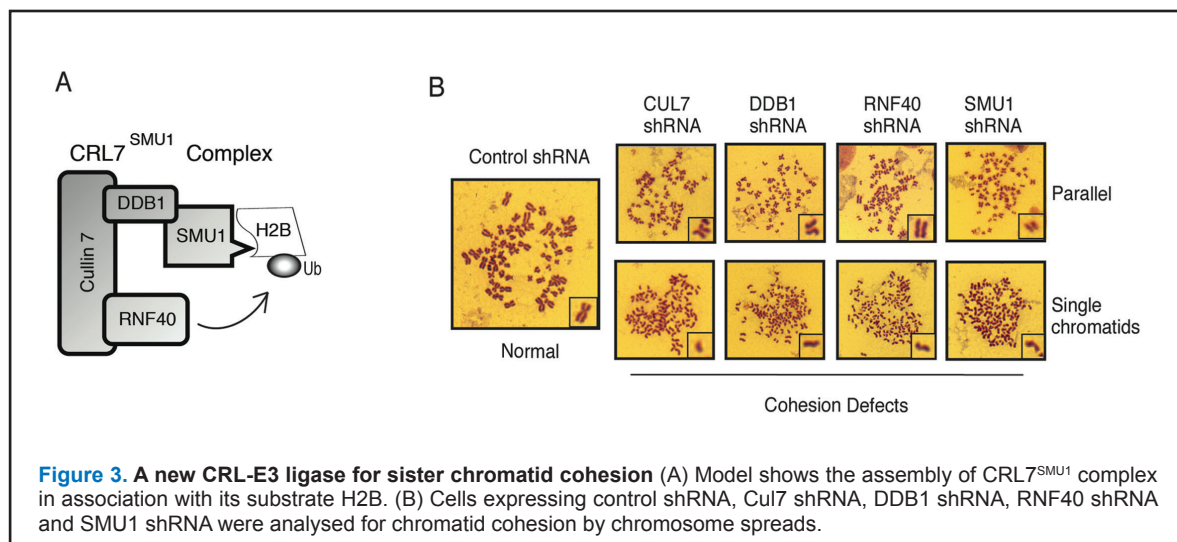 A
CRL7 SMU1 Complex
DDB1
SMU1
H2B
Ub
Cullin 7
RNF40
B
Control shRNA
Normal
CUL7 shRNA
DDB1 shRNA
RNF40 shRNA
SMU1 shRNA
Parallel
Single chromatids
Cohesion Defects
Figure 3. A new CRL-E3 ligase for sister chromatid cohesion (A) Model shows the assembly of CRL7SMU1 complex
in association with its substrate H2B. (B) Cells expressing control shRNA, Cul7 shRNA, DDB1 shRNA, RNF40 shRNA
and SMU1 shRNA were analysed for chromatid cohesion by chromosome spreads.